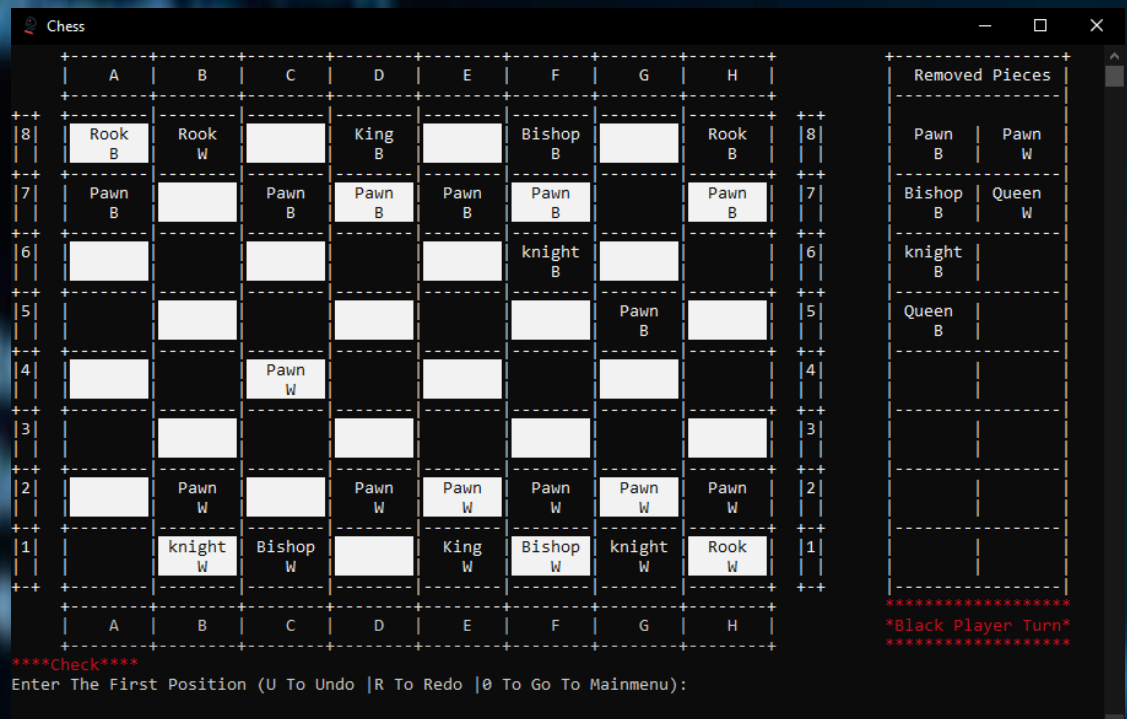 Chess
A B C D E F G H Removed Pieces
8 Rook Rook King Bishop Rook 8 Pawn Pawn
B W B B B B W
7 Pawn Pawn Pawn Pawn Pawn Pawn 7 Bishop Queen
B B B B B B B W
6 knight 6 knight
B B
5 Pawn 5 Queen
B B
4 Pawn 4
W
3 3
2 Pawn Pawn Pawn Pawn Pawn Pawn 2
W W W W W W
1 knight Bishop King Bishop knight Rook 1
W W W W W W
A B C D E F G H *Black Player Turn*
****Check****
Enter The First Position (U To Undo |R To Redo |0 To Go To Mainmenu):